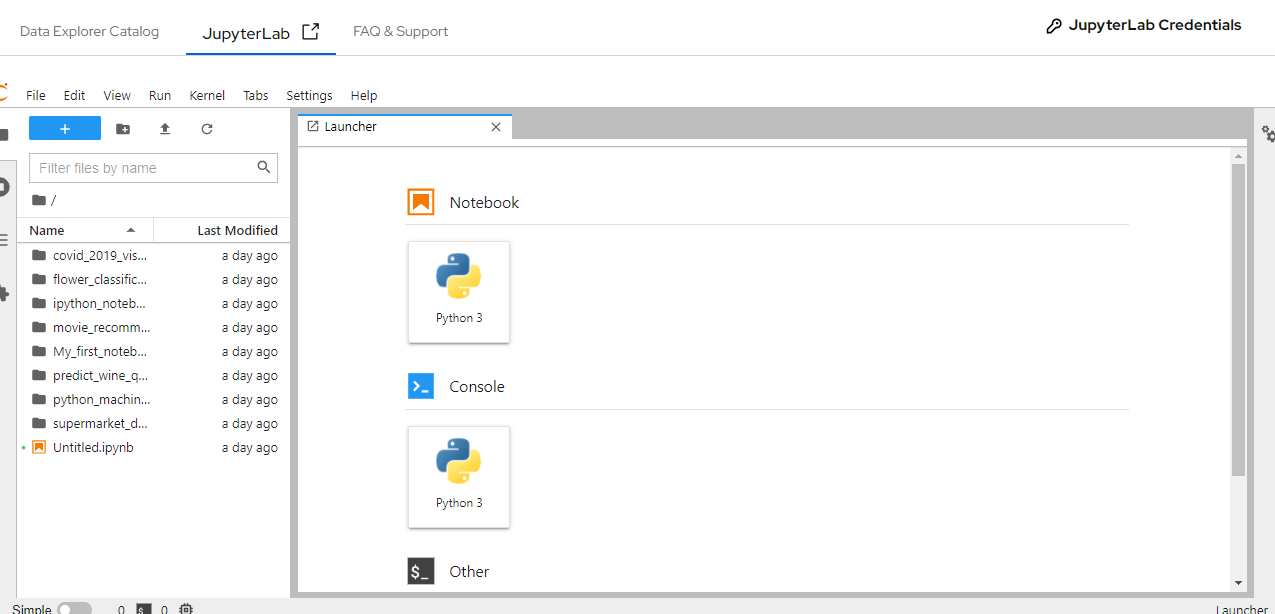 Data Explorer Catalog
JupyterLab
FAQ & Support
JupyterLab Credentials
File Edit View Run Kernel Tabs Settings Help
+
Launcher
Filter files by name
/
Name Last Modified
covid_2019_vis... a day ago
flower_classific... a day ago
ipython_noteb... a day ago
movie_recomm... a day ago
My_first_noteb... a day ago
predict_wine_q... a day ago
python_machin... a day ago
supermarket_d... a day ago
Untitled.ipynb a day ago
Notebook
Python 3
>_ Console
Python 3
$_ Other
Simple 0 $_ 0 Launcher